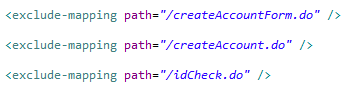 <exclude-mapping path="/createAccountForm.do" />
<exclude-mapping path="/createAccount.do" />
<exclude-mapping path="/idCheck.do" />